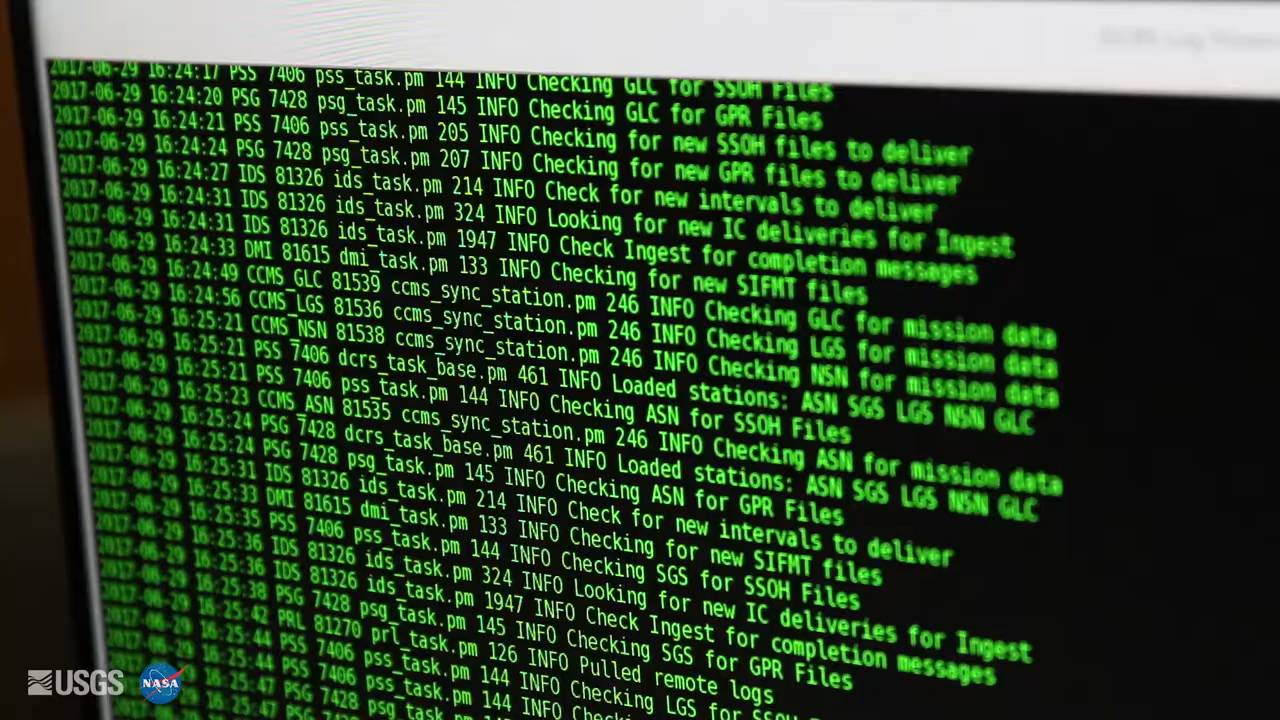 2017-06-29 16:24:17 PSS 7406 pss_task.pm 144 INFO Checking GLC for SSOH Files
2017-06-29 16:24:20 PSG 7428 psg_task.pm 145 INFO Checking GLC for GPR Files
2017-06-29 16:24:21 PSS 7406 pss_task.pm 205 INFO Checking for new SSOH files to deliver
2017-06-29 16:24:24 PSG 7428 psg_task.pm 207 INFO Checking for new GPR files to deliver
2017-06-29 16:24:27 IDS 81326 ids_task.pm 214 INFO Check for new intervals to deliver
2017-06-29 16:24:31 IDS 81326 ids_task.pm 324 INFO Looking for new IC deliveries for Ingest
2017-06-29 16:24:31 IDS 81326 ids_task.pm 1947 INFO Check Ingest for completion messages
2017-06-29 16:24:33 DMI 81615 dmi_task.pm 133 INFO Checking for new SIFMT files
2017-06-29 16:24:49 CCMS_GLC 81539 ccms_sync_station.pm 246 INFO Checking GLC for mission data
2017-06-29 16:24:56 CCMS_LGS 81536 ccms_sync_station.pm 246 INFO Checking LGS for mission data
2017-06-29 16:25:21 CCMS_NSN 81538 ccms_sync_station.pm 246 INFO Checking NSN for mission data
2017-06-29 16:25:21 PSS 7406 dcrs_task_base.pm 461 INFO Loaded stations: ASN SGS LGS NSN GLC
2017-06-29 16:25:21 PSS 7406 pss_task.pm 144 INFO Checking ASN for SSOH Files
2017-06-29 16:25:23 CCMS_ASN 81535 ccms_sync_station.pm 246 INFO Checking ASN for mission data
2017-06-29 16:25:24 PSG 7428 dcrs_task_base.pm 461 INFO Loaded stations: ASN SGS LGS NSN GLC
2017-06-29 16:25:24 PSG 7428 psg_task.pm 145 INFO Checking ASN for GPR Files
2017-06-29 16:25:31 IDS 81326 ids_task.pm 214 INFO Check for new intervals to deliver
2017-06-29 16:25:33 DMI 81615 dmi_task.pm 133 INFO Checking for new SIFMT files
2017-06-29 16:25:35 PSS 7406 pss_task.pm 144 INFO Checking SGS for SSOH Files
2017-06-29 16:25:36 IDS 81326 ids_task.pm 324 INFO Looking for new IC deliveries for Ingest
2017-06-29 16:25:36 IDS 81326 ids_task.pm 1947 INFO Check Ingest for completion messages
2017-06-29 16:25:38 PSG 7428 psg_task.pm 145 INFO Checking SGS for GPR Files
2017-06-29 16:25:42 PRL 81270 prl_task.pm 126 INFO Pulled remote logs
2017-06-29 16:25:44 PSS 7406 pss_task.pm 144 INFO Checking LGS for SSOH
2017-06-29 16:25:44 PSS 7406 pss_task.pm 144 INFO
16:25:47 PSG 7428
USGS
NASA